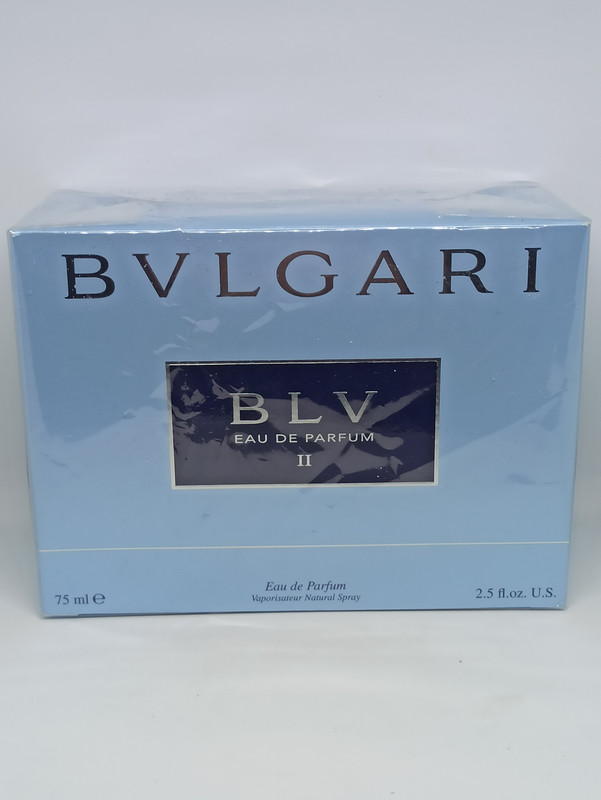 BVLGARI
BLV
EAU DE PARFUM
II
Eau de Parfum
75 ml ℮ Vaporisateur Natural Spray 2.5 fl.oz. U.S.